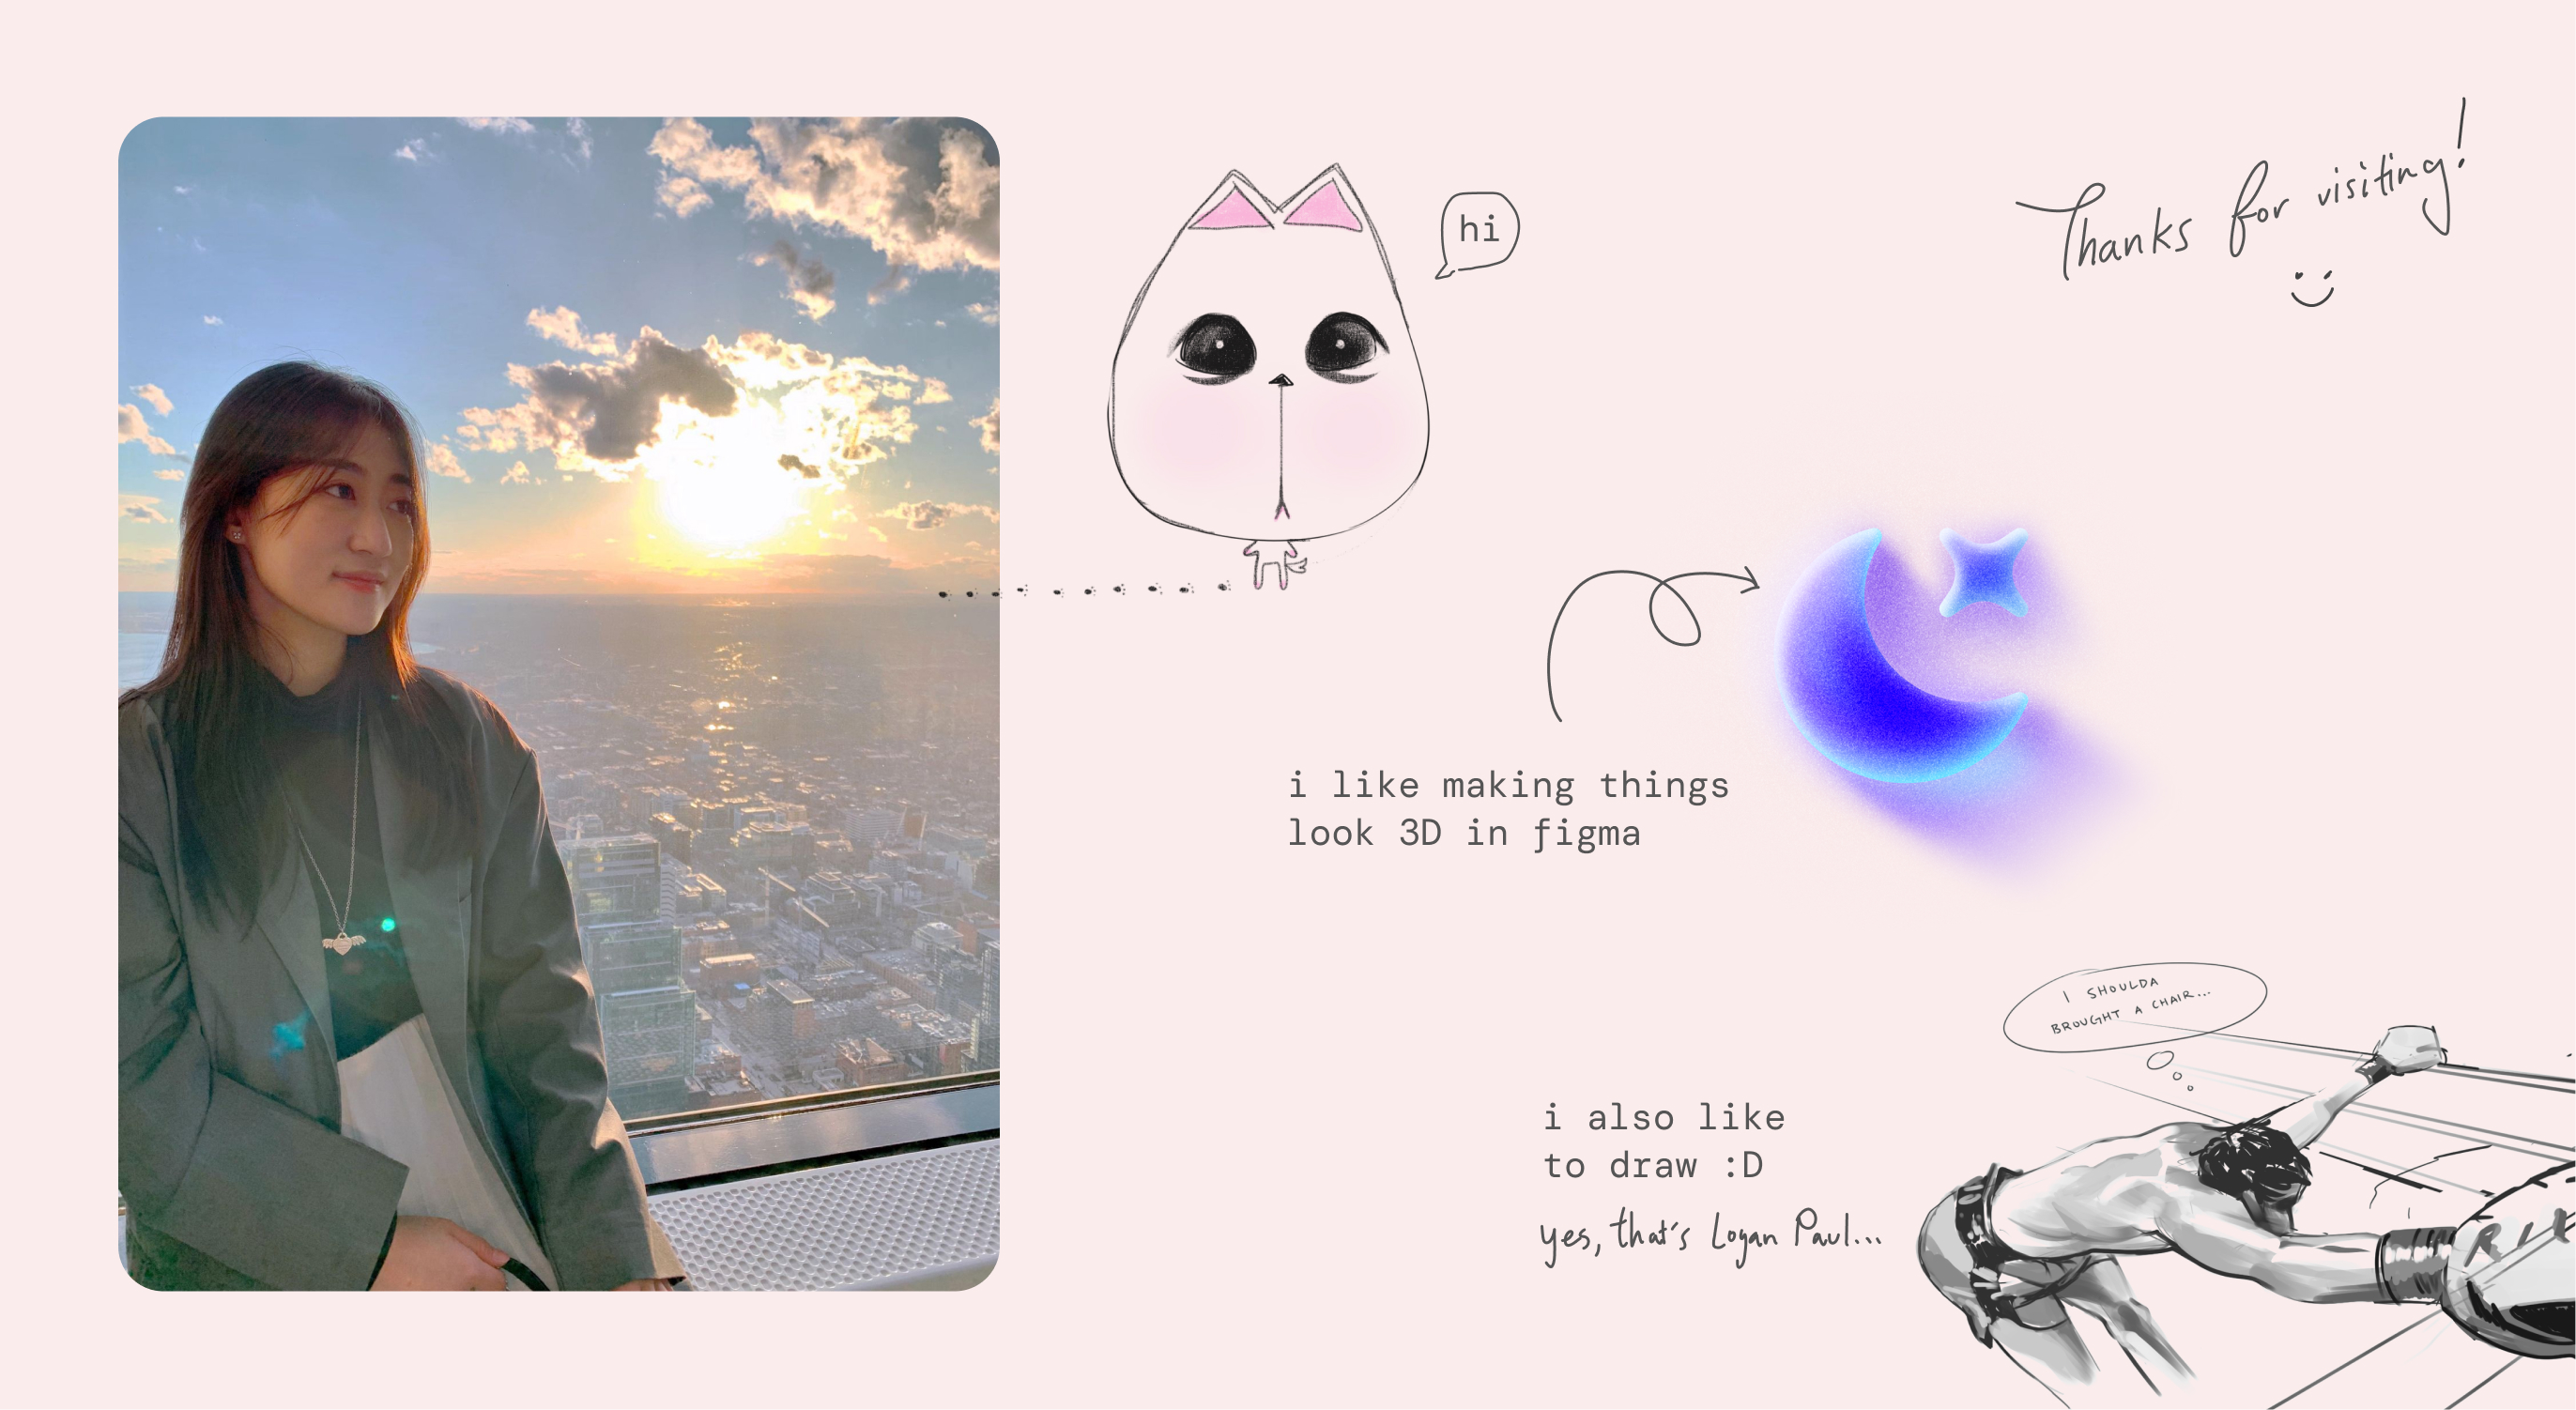 Thanks for visiting!
hi
i like making things
look 3D in figma
I SHOULDA
BROUGHT A CHAIR...
i also like
to draw :D
yes, that's Logan Paul...